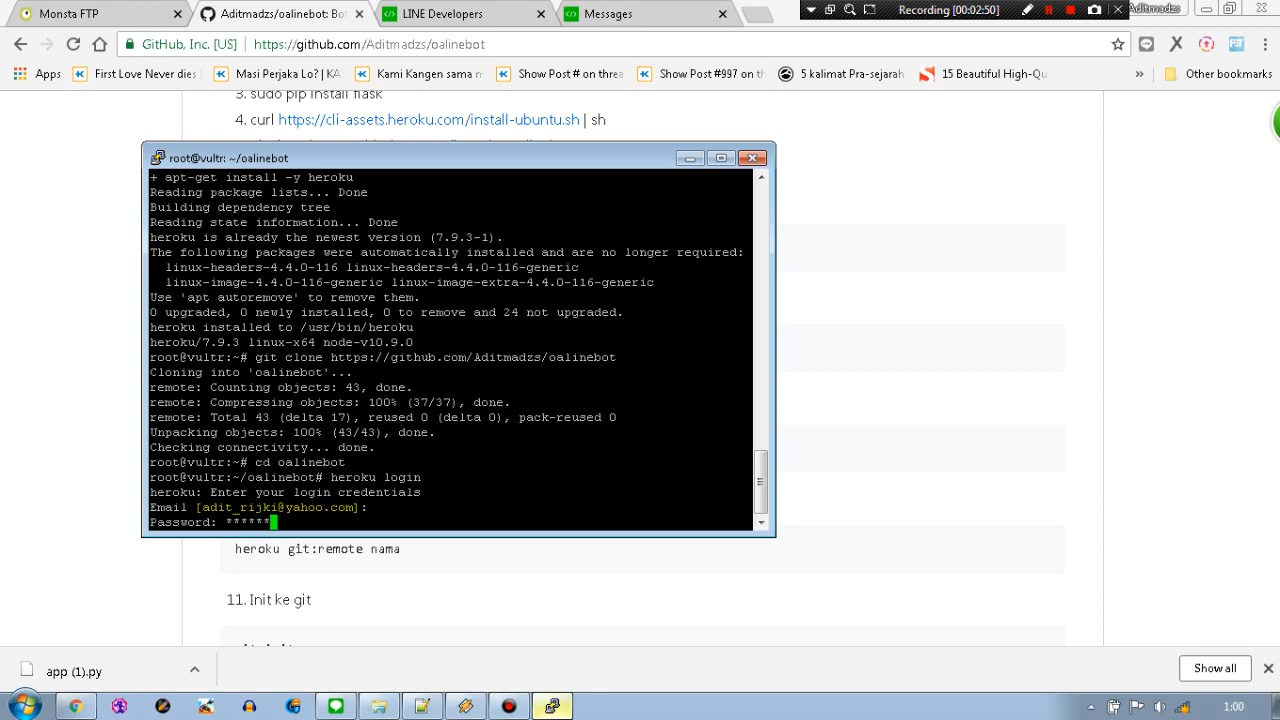 Monsta FTP
Aditmadzs/oalinebot Bot
LINE Developers
Messages
Recording [00:02:50]
Aditmadzs
GitHub, Inc. [US]
https://github.com/Aditmadzs/oalinebot
Apps
First Love Never dies
Masi Perjaka Lo? | KA
Kami Kangen sama m
Show Post # on threa
Show Post #997 on th
5 kalimat Pra-sejarah
15 Beautiful High-Qu
»
Other bookmarks
3. sudo pip install flask
4. curl https://cli-assets.heroku.com/install-ubuntu.sh | sh
root@vultr: ~/oalinebot
+ apt-get install -y heroku
Reading package lists... Done
Building dependency tree
Reading state information... Done
heroku is already the newest version (7.9.3-1).
The following packages were automatically installed and are no longer required:
linux-headers-4.4.0-116 linux-headers-4.4.0-116-generic
linux-image-4.4.0-116-generic linux-image-extra-4.4.0-116-generic
Use 'apt autoremove' to remove them.
0 upgraded, 0 newly installed, 0 to remove and 24 not upgraded.
heroku installed to /usr/bin/heroku
heroku/7.9.3 linux-x64 node-v10.9.0
root@vultr:~# git clone https://github.com/Aditmadzs/oalinebot
Cloning into 'oalinebot'...
remote: Counting objects: 43, done.
remote: Compressing objects: 100% (37/37), done.
remote: Total 43 (delta 17), reused 0 (delta 0), pack-reused 0
Unpacking objects: 100% (43/43), done.
Checking connectivity... done.
root@vultr:~# cd oalinebot
root@vultr:~/oalinebot# heroku login
heroku: Enter your login credentials
Email [adit_rijki@yahoo.com]:
Password: ******
heroku git:remote nama
11. Init ke git
app (1).py
Show all
1:00